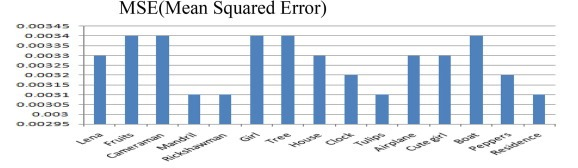 MSE(Mean Squared Error)
0.00345
0.0034
0.00335
0.0033
0.00325
0.0032
0.00315
0.0031
0.00305
0.003
0.00295
Lena
Fruits
Cameraman
Mandril
Rickshawman
Girl
Tree
House
Clock
Tulips
Airplane
Cute girl
Boat
Peppers
Residence